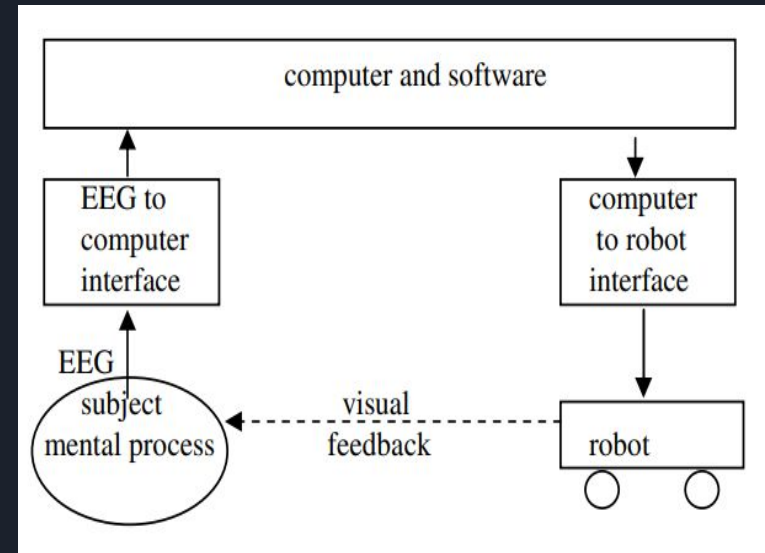 computer and software
EEG to
computer
interface
computer
to robot
interface
EEG
subject
mental process
visual
feedback
robot